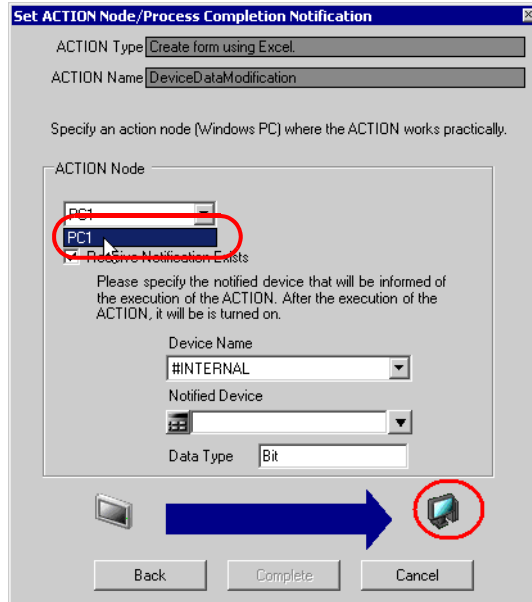 Set ACTION Node/Process Completion Notification
ACTION Type Create form using Excel.
ACTION Name DeviceDataModification
Specify an action node (Windows PC) where the ACTION works practically.
ACTION Node
PC1
PC1
Receive Notification Exists
Please specify the notified device that will be informed of
the execution of the ACTION. After the execution of the
ACTION, it will be is turned on.
Device Name
#INTERNAL
Notified Device
Data Type Bit
Back Complete Cancel